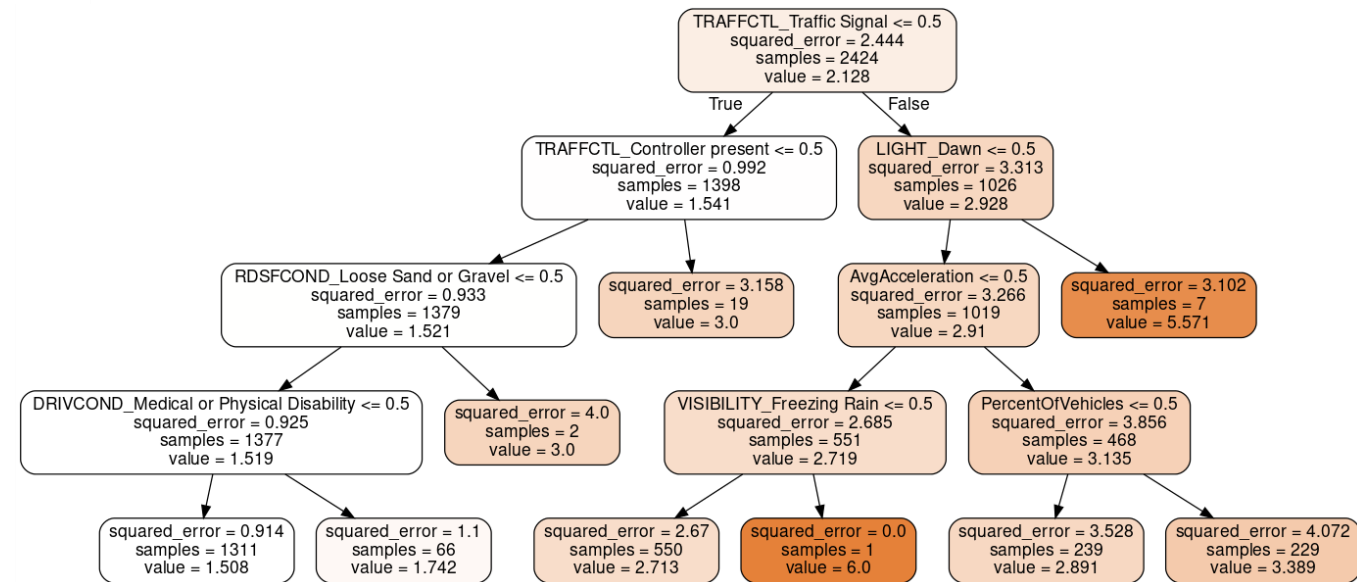 TRAFFCTL_Traffic Signal <= 0.5
squared_error = 2.444
samples = 2424
value = 2.128
True
False
TRAFFCTL_Controller present <= 0.5
squared_error = 0.992
samples = 1398
value = 1.541
LIGHT_Dawn <= 0.5
squared_error = 3.313
samples = 1026
value = 2.928
RDSFCOND_Loose Sand or Gravel <= 0.5
squared_error = 0.933
samples = 1379
value = 1.521
squared_error = 3.158
samples = 19
value = 3.0
AvgAcceleration <= 0.5
squared_error = 3.266
samples = 1019
value = 2.91
squared_error = 3.102
samples = 7
value = 5.571
DRIVCOND_Medical or Physical Disability <= 0.5
squared_error = 0.925
samples = 1377
value = 1.519
squared_error = 4.0
samples = 2
value = 3.0
VISIBILITY_Freezing Rain <= 0.5
squared_error = 2.685
samples = 551
value = 2.719
PercentOfVehicles <= 0.5
squared_error = 3.856
samples = 468
value = 3.135
squared_error = 0.914
samples = 1311
value = 1.508
squared_error = 1.1
samples = 66
value = 1.742
squared_error = 2.67
samples = 550
value = 2.713
squared_error = 0.0
samples = 1
value = 6.0
squared_error = 3.528
samples = 239
value = 2.891
squared_error = 4.072
samples = 229
value = 3.389